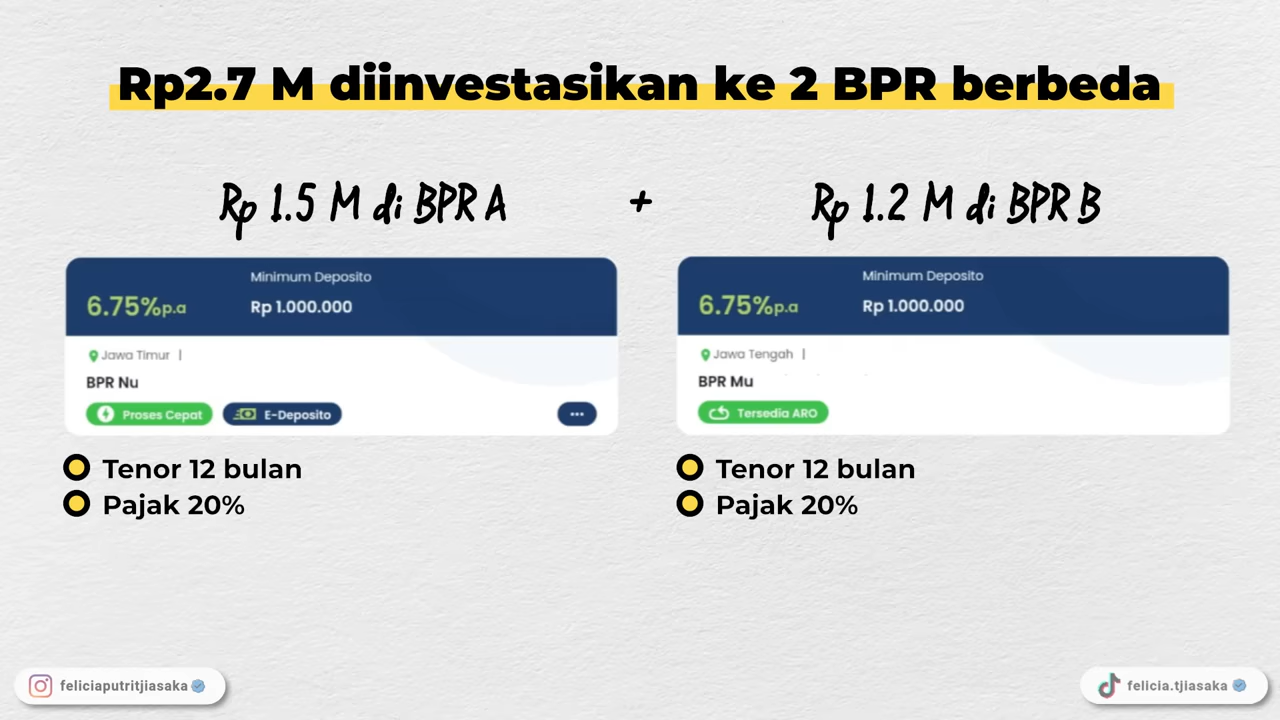 Rp2.7 M diinvestasikan ke 2 BPR berbeda
Rp 1.5 M di BPR A + Rp 1.2 M di BPR B
Minimum Deposito
6.75%p.a Rp 1.000.000
Jawa Timur |
BPR Nu
Proses Cepat E-Deposito ...
Tenor 12 bulan
Pajak 20%
Minimum Deposito
6.75%p.a Rp 1.000.000
Jawa Tengah |
BPR Mu
Tersedia ARO
Tenor 12 bulan
Pajak 20%
feliciaputritjiasaka
felicia.tjiasaka